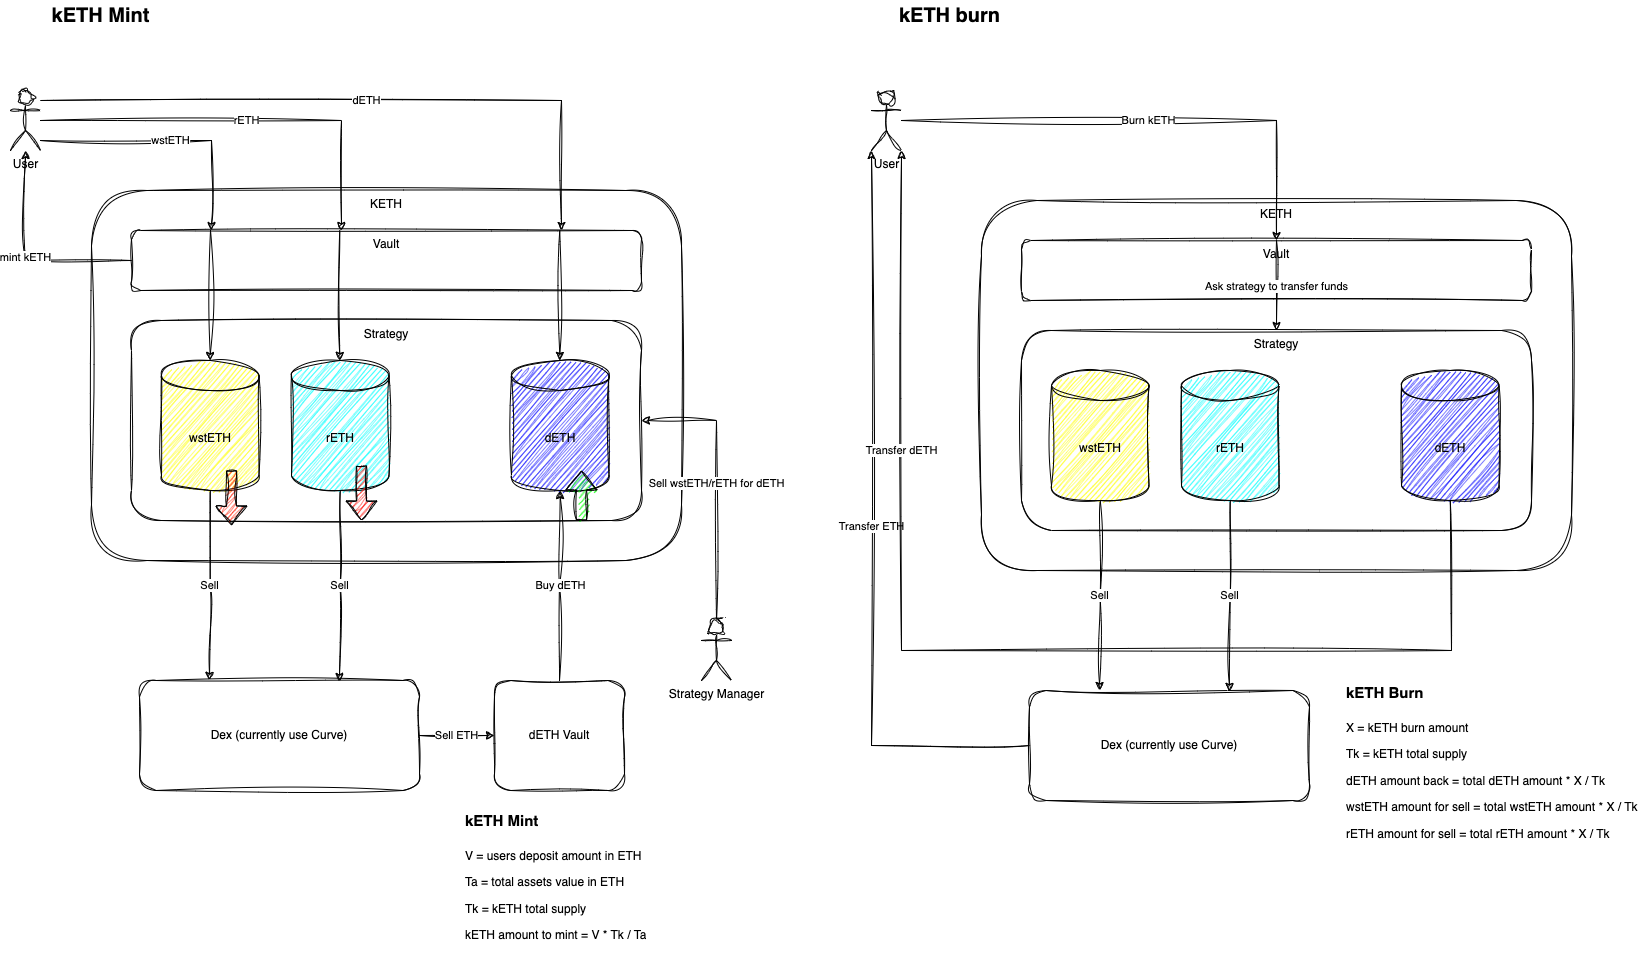 kETH Mint
dETH
rETH
wstETH
User
mint kETH
KETH
Vault
Strategy
wstETH
rETH
dETH
Sell wstETH/rETH for dETH
Sell
Sell
Buy dETH
Strategy Manager
Dex (currently use Curve)
Sell ETH
dETH Vault
kETH Mint
V = users deposit amount in ETH
Ta = total assets value in ETH
Tk = kETH total supply
kETH amount to mint = V * Tk / Ta
kETH burn
Burn kETH
User
KETH
Vault
Ask strategy to transfer funds
Strategy
wstETH
rETH
dETH
Transfer dETH
Transfer ETH
Sell
Sell
Dex (currently use Curve)
kETH Burn
X = kETH burn amount
Tk = kETH total supply
dETH amount back = total dETH amount * X / Tk
wstETH amount for sell = total wstETH amount * X / Tk
rETH amount for sell = total rETH amount * X / Tk